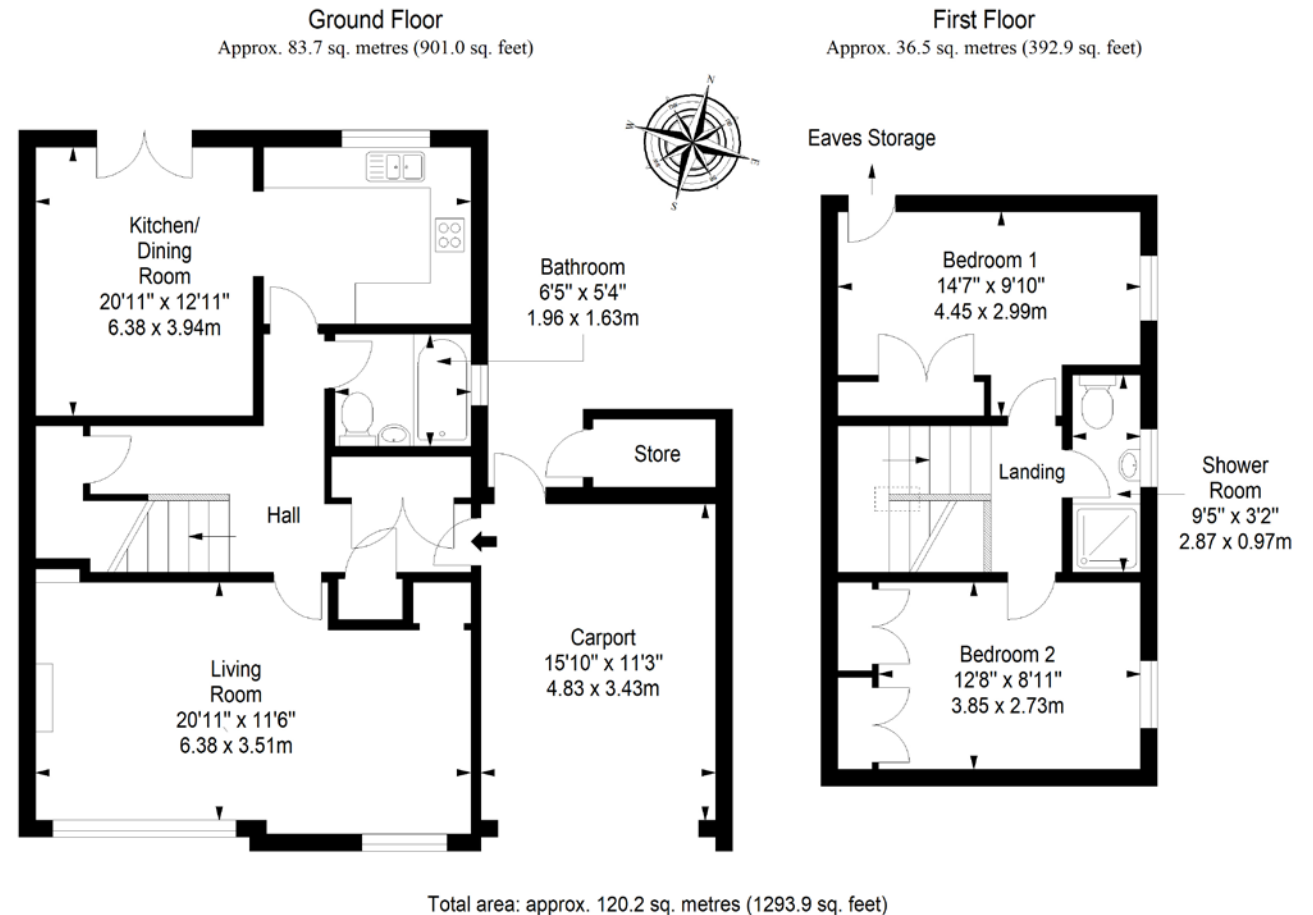 Ground Floor
Approx. 83.7 sq. metres (901.0 sq. feet)
First Floor
Approx. 36.5 sq. metres (392.9 sq. feet)
N
W
E
S
Eaves Storage
Kitchen/
Dining
Room
20'11" x 12'11"
6.38 x 3.94m
Bathroom
6'5" x 5'4"
1.96 x 1.63m
Bedroom 1
14'7" x 9'10"
4.45 x 2.99m
Store
Hall
Landing
Shower
Room
9'5" x 3'2"
2.87 x 0.97m
Living
Room
20'11" x 11'6"
6.38 x 3.51m
Carport
15'10" x 11'3"
4.83 x 3.43m
Bedroom 2
12'8" x 8'11"
3.85 x 2.73m
Total area: approx. 120.2 sq. metres (1293.9 sq. feet)